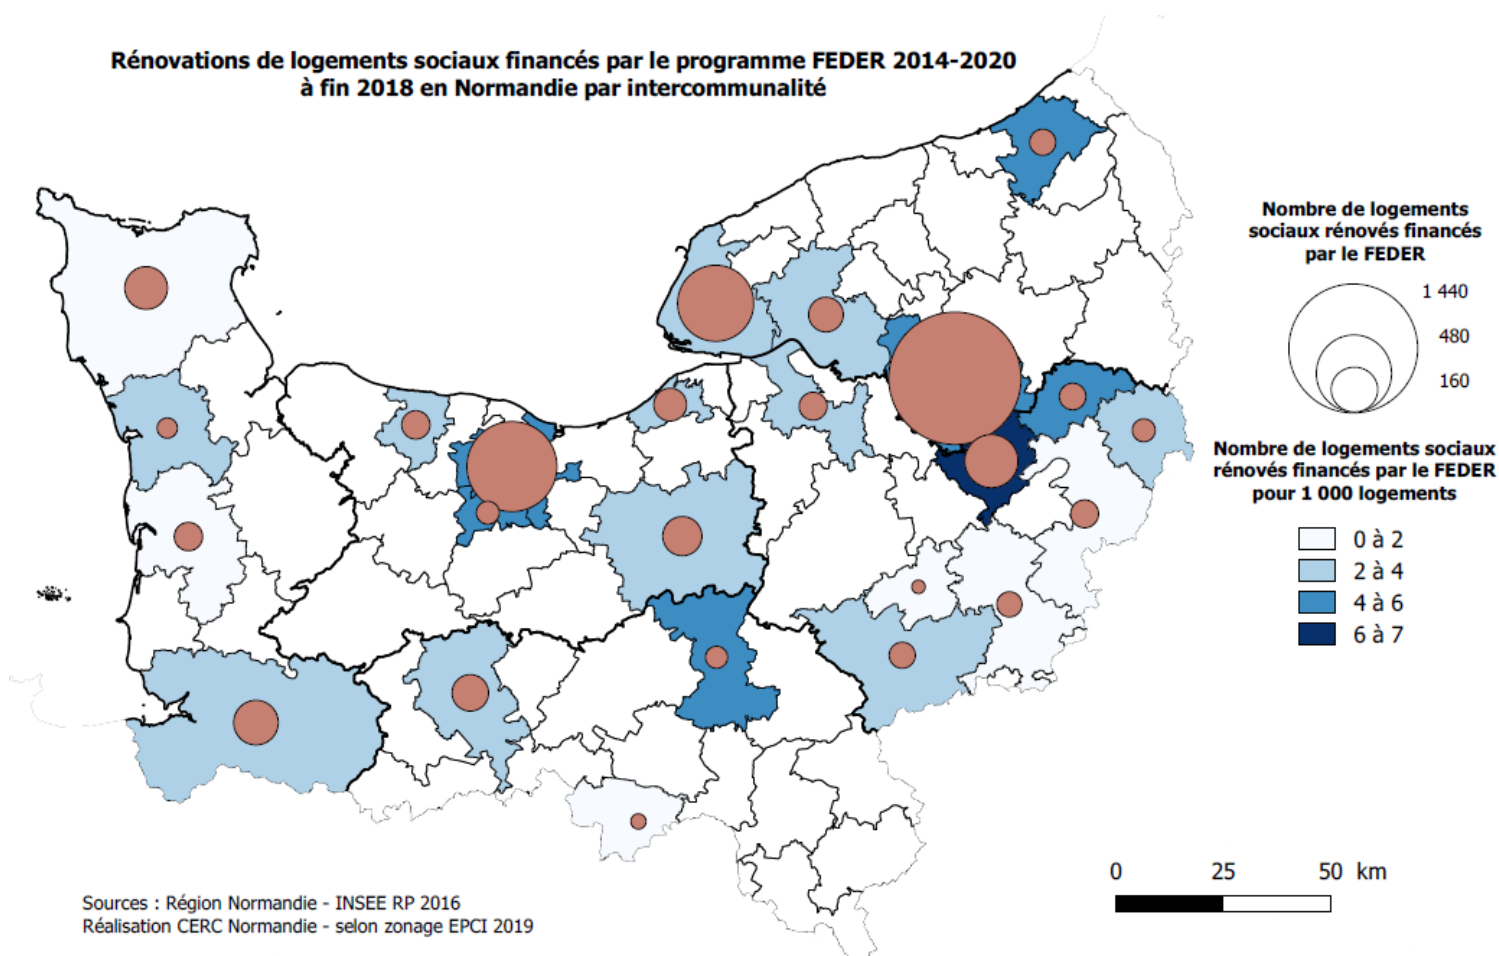 Rénovations de logements sociaux financés par le programme FEDER 2014-2020
à fin 2018 en Normandie par intercommunalité
Nombre de logements
sociaux rénovés financés
par le FEDER
1 440
480
160
Nombre de logements sociaux
rénovés financés par le FEDER
pour 1 000 logements
0 à 2
2 à 4
4 à 6
6 à 7
0 25 50 km
Sources : Région Normandie - INSEE RP 2016
Réalisation CERC Normandie - selon zonage EPCI 2019